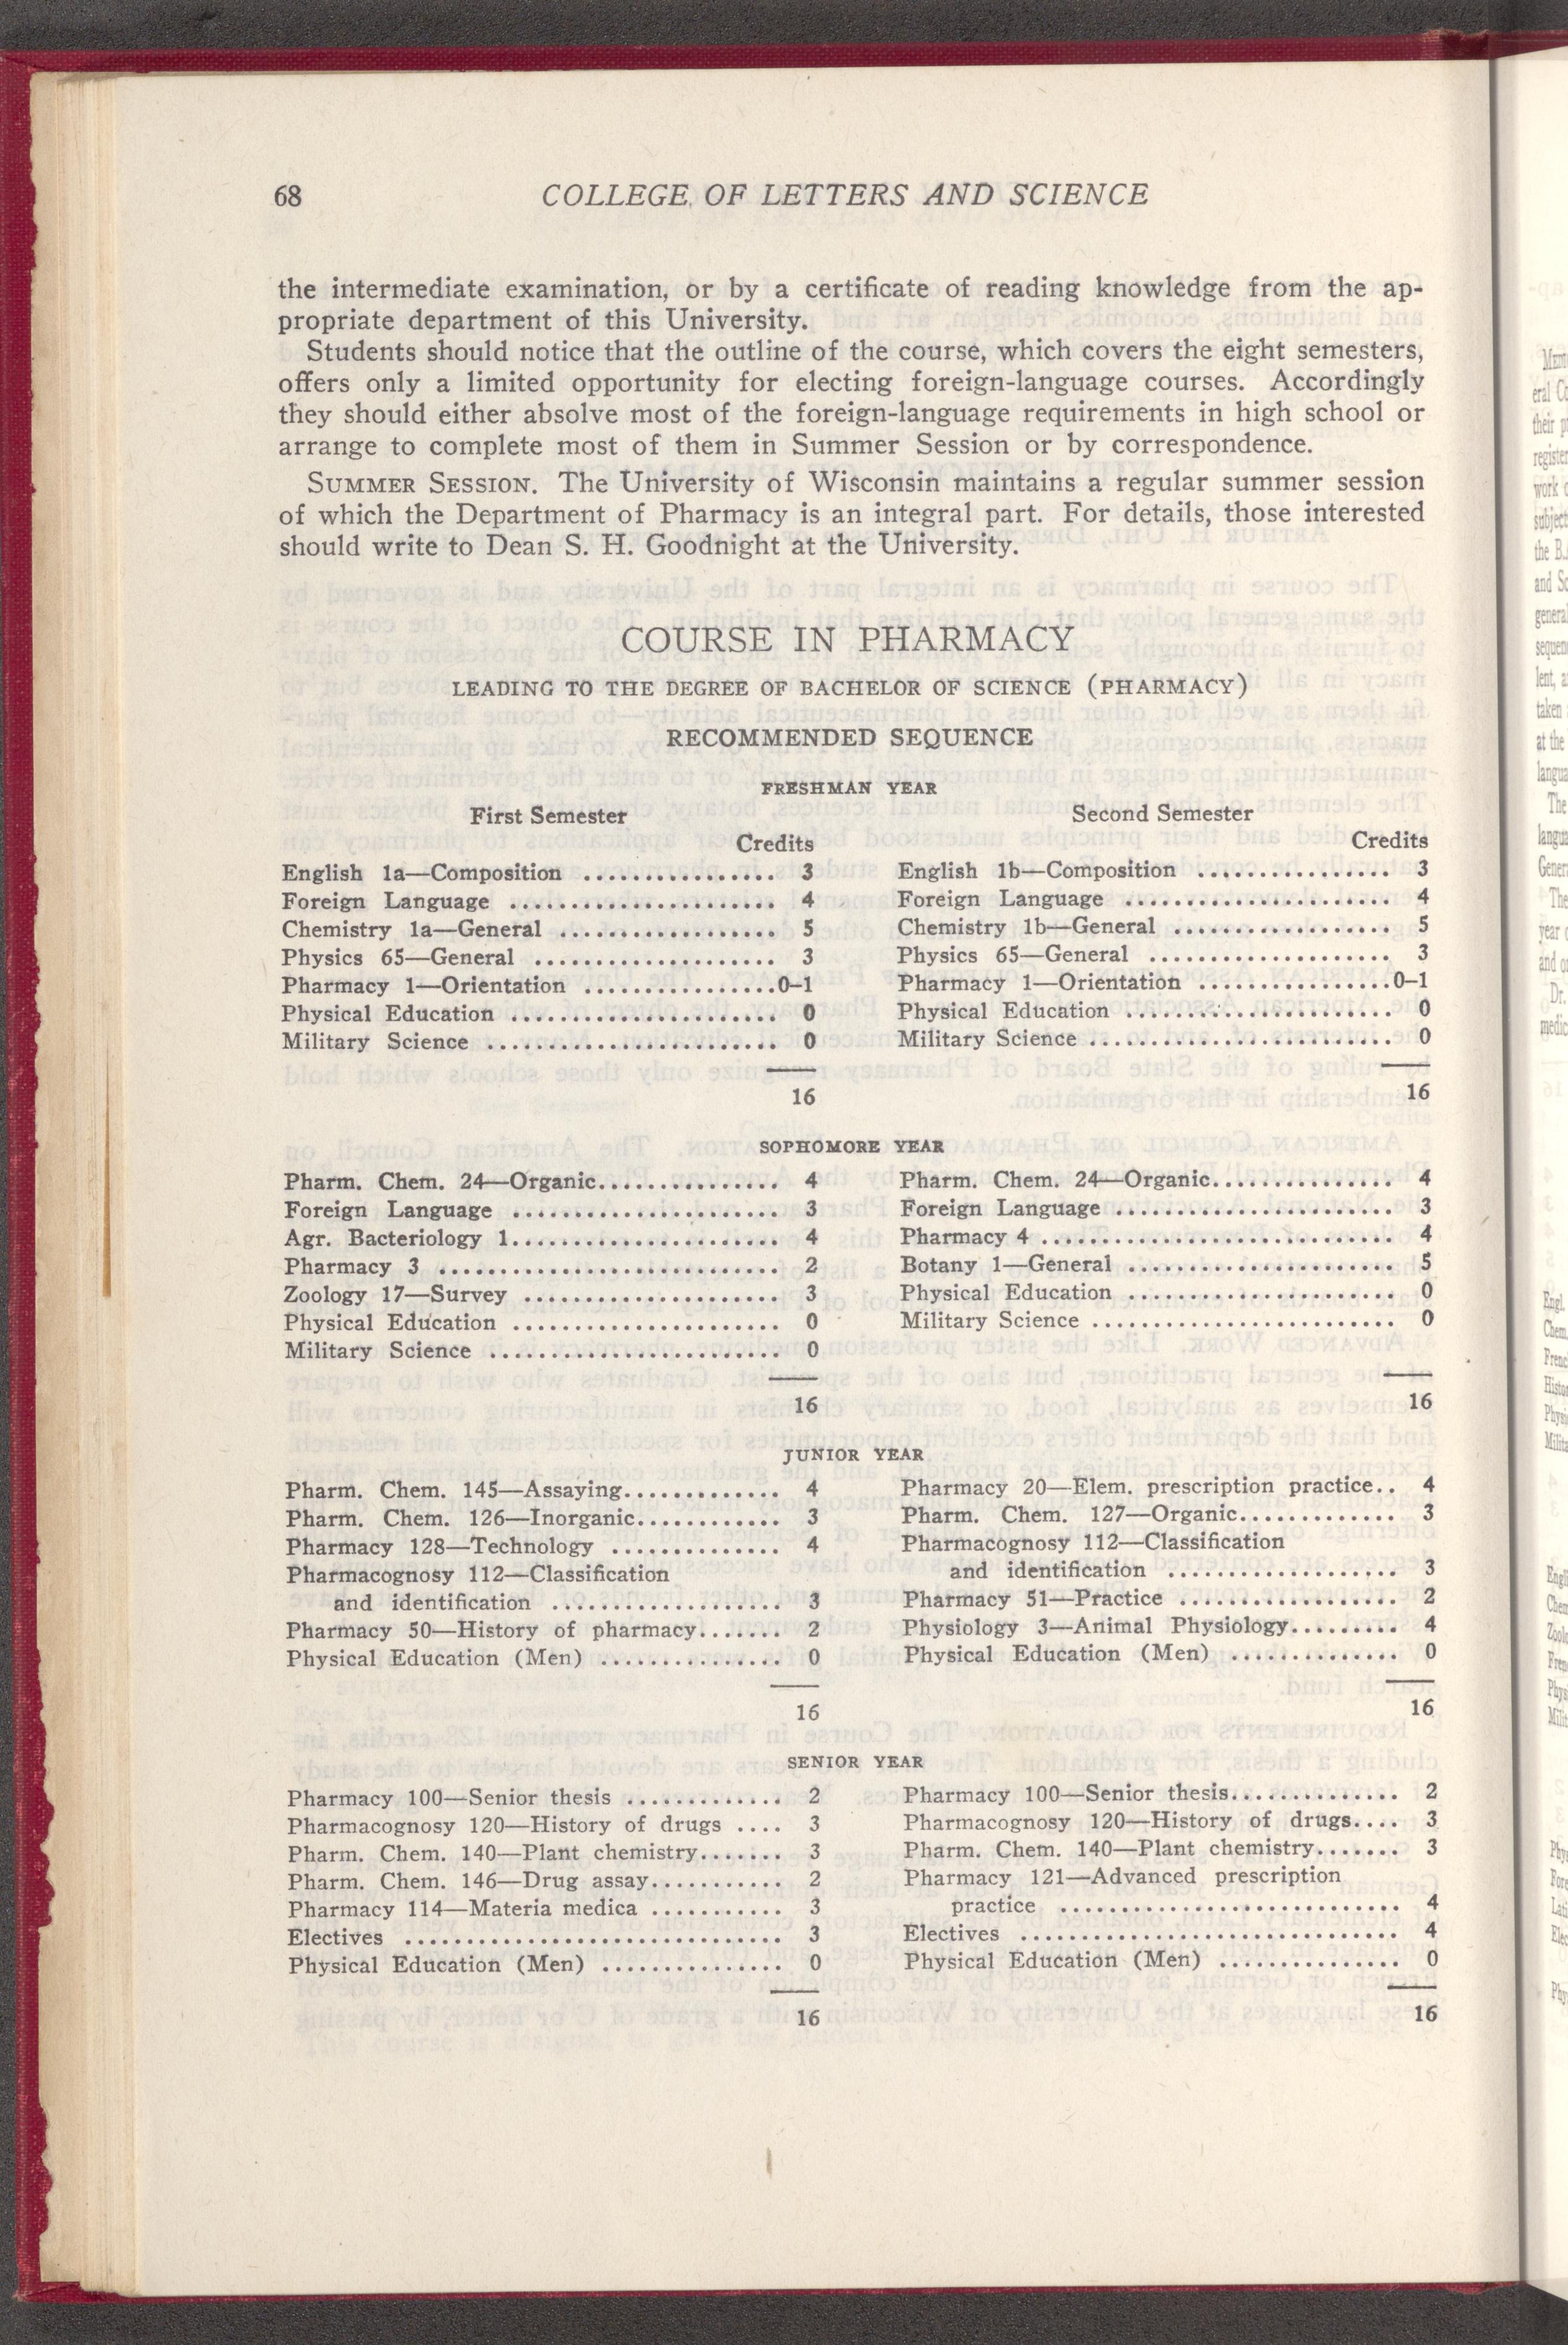 68 COLLEGE OF LETTERS AND SCIENCE
the intermediate examination, or by a certificate of reading knowledge from the ap-
propriate department of this University.
Students should notice that the outline of the course, which covers the eight semesters,
offers only a limited opportunity for electing foreign-language courses. Accordingly
they should either absolve most of the foreign-language requirements in high school or
arrange to complete most of them in Summer Session or by correspondence.
SUMMER SESSION. The University of Wisconsin maintains a regular summer session
of which the Department of Pharmacy is an integral part. For details, those interested
should write to Dean S. H. Goodnight at the University.
COURSE IN PHARMACY
LEADING TO THE DEGREE OF BACHELOR OF SCIENCE (PHARMACY)
RECOMMENDED SEQUENCE
FRESHMAN YEAR
First Semester
Credits
English 1a—Composition ................ 3
Foreign Language ...................... 4
Chemistry 1a—General .................. 5
Physics 65—General .................... 3
Pharmacy 1—Orientation ................0–1
Physical Education ...................... 0
Military Science ........................ 0
16
Second Semester
Credits
English 1b—Composition ................ 3
Foreign Language ...................... 4
Chemistry 1b—General .................. 5
Physics 65—General .................... 3
Pharmacy 1—Orientation ................0–1
Physical Education ...................... 0
Military Science ......................... 0
16
SOPHOMORE YEAR
Pharm. Chem. 24—Organic............... 4
Foreign Language ...................... 3
Agr. Bacteriology 1...................... 4
Pharmacy 3 ............................ 2
Zoology 17—Survey ..................... 3
Physical Education ...................... 0
Military Science ........................ 0
16
Pharm. Chem. 24—Organic............... 4
Foreign Language ....................... 3
Pharmacy 4 ............................. 4
Botany 1—General ...................... 5
Physical Education ...................... 0
Military Science ......................... 0
16
JUNIOR YEAR
Pharm. Chem. 145—Assaying............. 4
Pharm. Chem. 126—Inorganic............ 3
Pharmacy 128—Technology .............. 4
Pharmacognosy 112—Classification
and identification ................... 3
Pharmacy 50—History of pharmacy....... 2
Physical Education (Men) ............... 0
16
Pharmacy 20—Elem. prescription practice.. 4
Pharm. Chem. 127—Organic............. 3
Pharmacognosy 112—Classification
and identification ................... 3
Pharmacy 51—Practice .................. 2
Physiology 3—Animal Physiology......... 4
Physical Education (Men) .............. 0
16
SENIOR YEAR
Pharmacy 100—Senior thesis ............. 2
Pharmacognosy 120—History of drugs .... 3
Pharm. Chem. 140—Plant chemistry....... 3
Pharm. Chem. 146—Drug assay........... 2
Pharmacy 114—Materia medica ........... 3
Electives ............................... 3
Physical Education (Men) ............... 0
16
Pharmacy 100—Senior thesis.............. 2
Pharmacognosy 120—History of drugs.... 3
Pharm. Chem. 140—Plant chemistry....... 3
Pharmacy 121—Advanced prescription
practice ............................ 4
Electives ............................... 4
Physical Education (Men) ............... 0
16